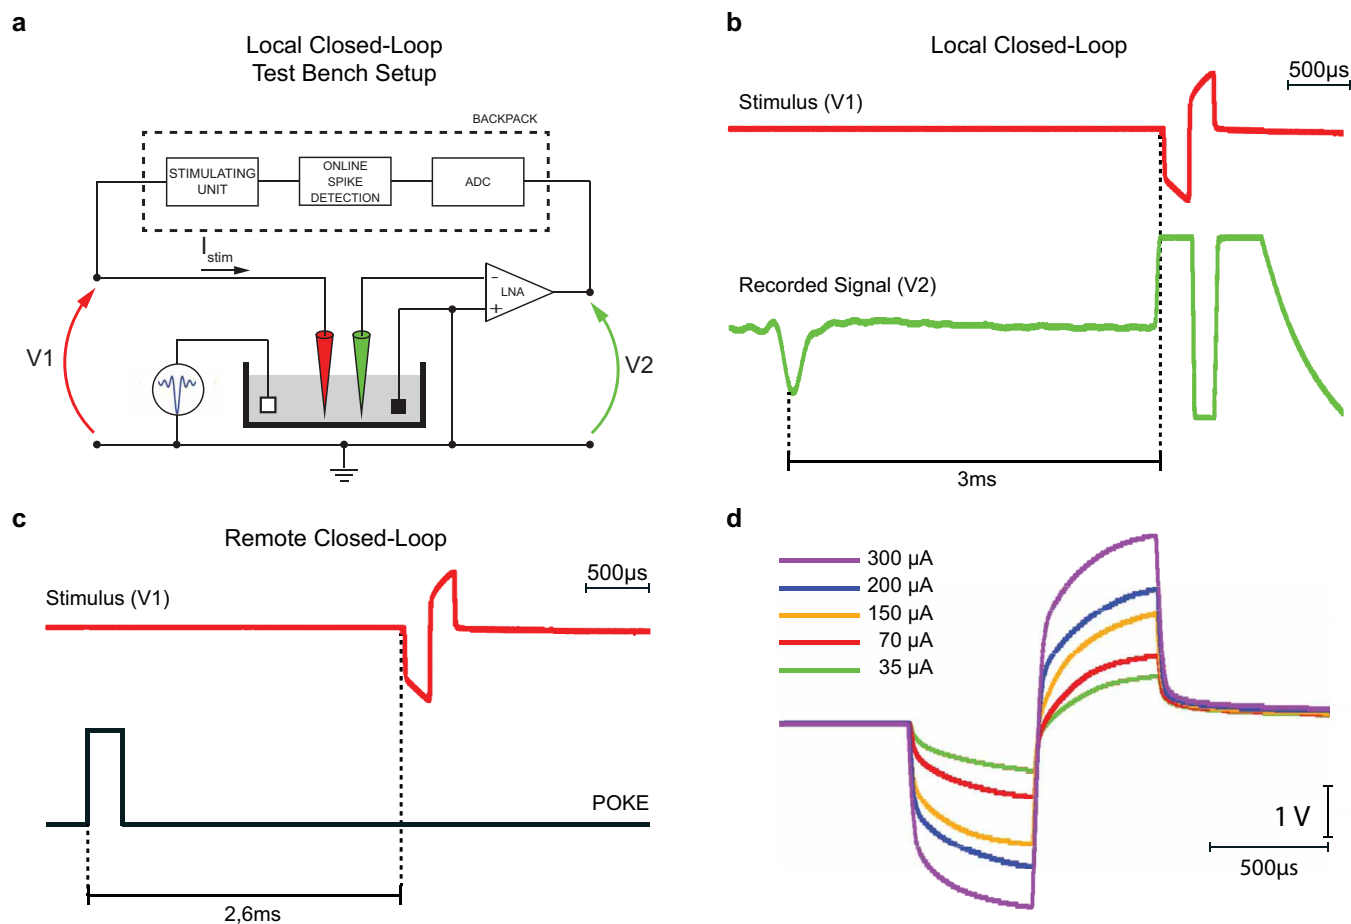 a
Local Closed-Loop
Test Bench Setup
BACKPACK
STIMULATING
UNIT
ONLINE
SPIKE
DETECTION
ADC
I stim
LNA
-
+
V1
V2
b
Local Closed-Loop
500µs
Stimulus (V1)
Recorded Signal (V2)
3ms
c
Remote Closed-Loop
500µs
Stimulus (V1)
POKE
2,6ms
d
300 µA
200 µA
150 µA
70 µA
35 µA
1 V
500µs